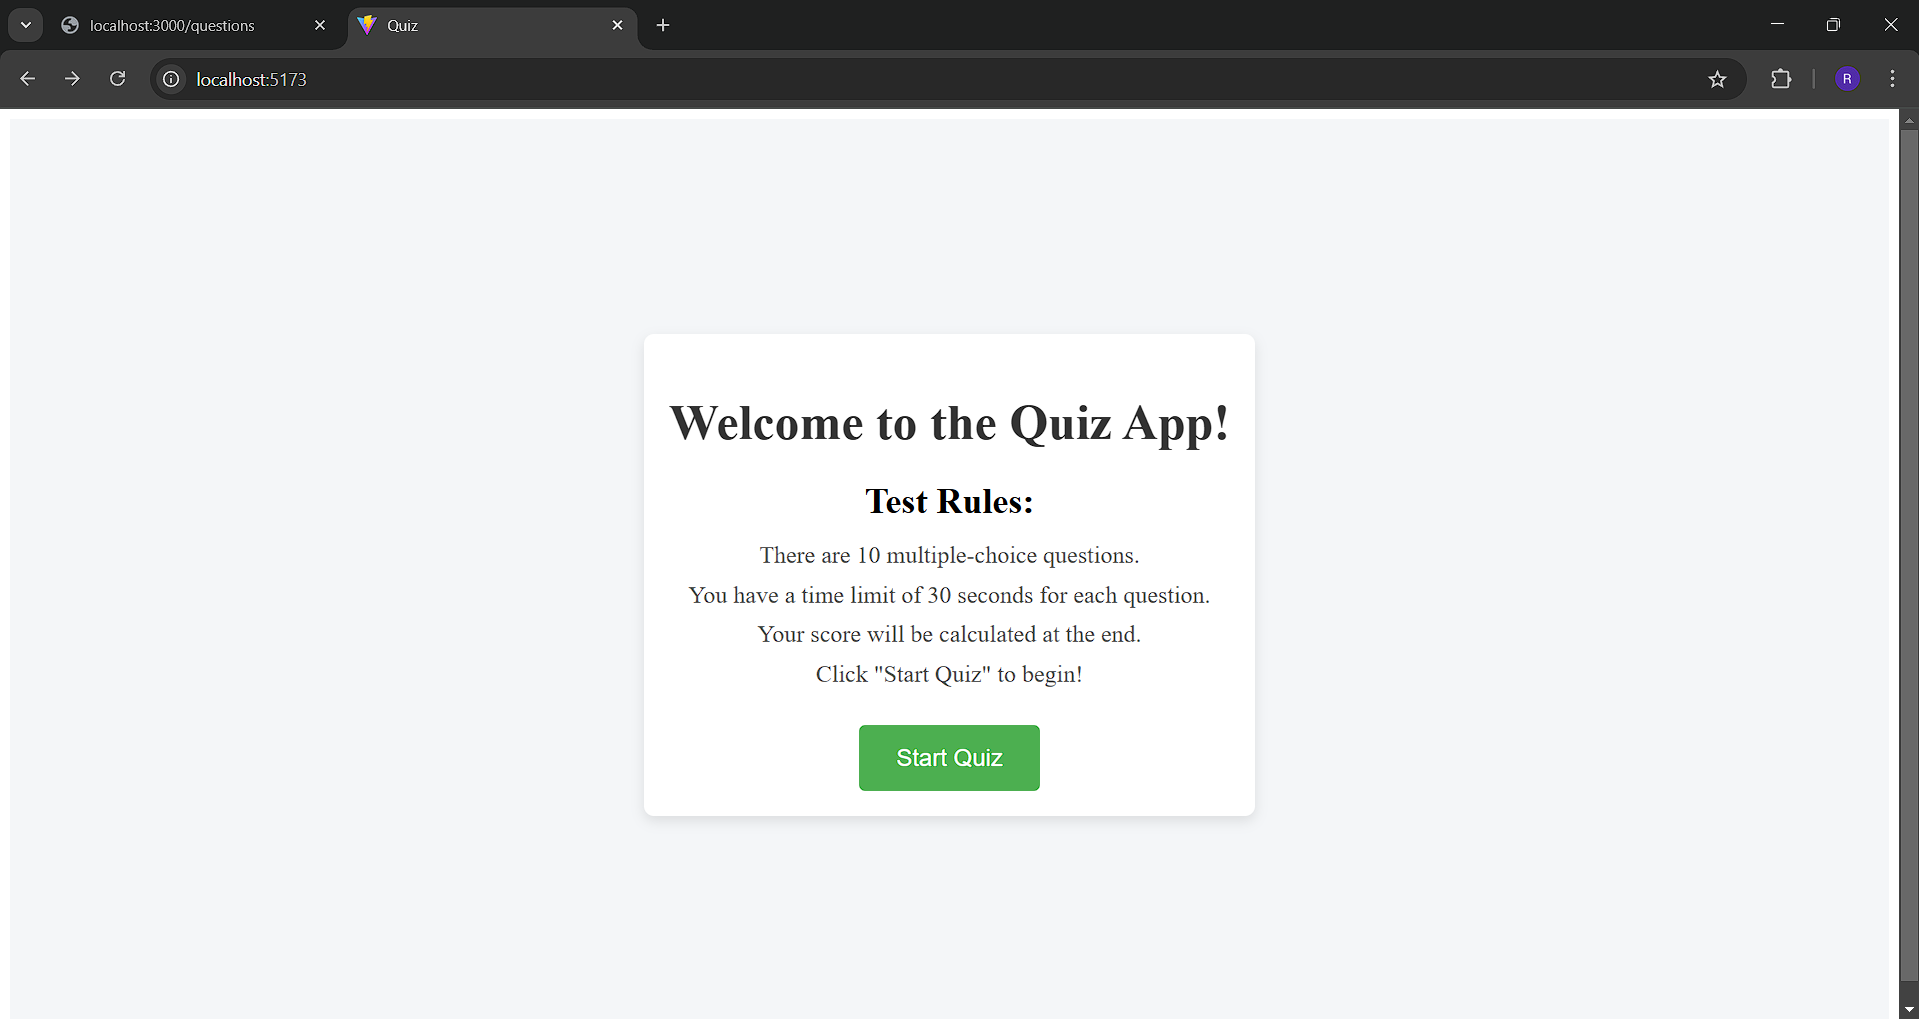 localhost:3000/questions
Quiz
localhost:5173
R
Welcome to the Quiz App!
Test Rules:
There are 10 multiple-choice questions.
You have a time limit of 30 seconds for each question.
Your score will be calculated at the end.
Click "Start Quiz" to begin!
Start Quiz